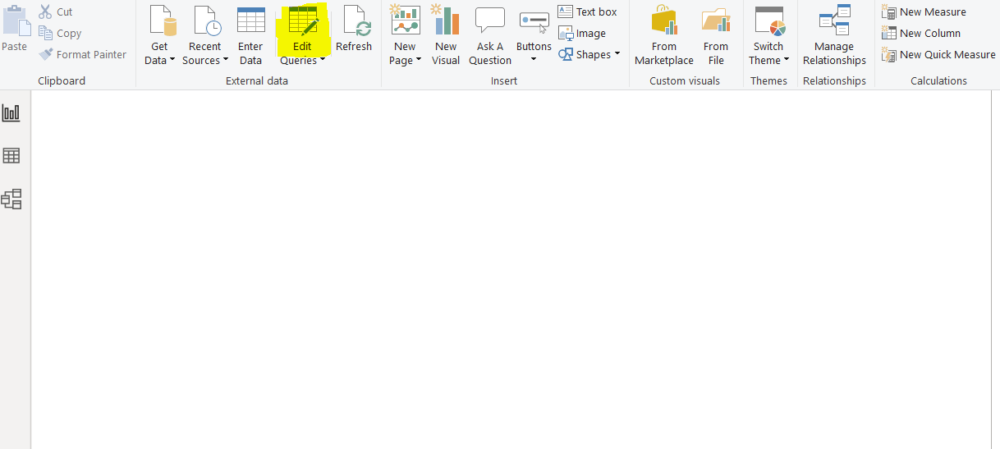 Paste
Cut
Copy
Format Painter
Clipboard
Get
Data
Recent
Sources
Enter
Data
Edit
Queries
Refresh
External data
New
Page
New
Visual
Ask A
Question
Buttons
Text box
Image
Shapes
Insert
From
Marketplace
From
File
Custom visuals
Switch
Theme
Themes
Manage
Relationships
Relationships
New Measure
New Column
New Quick Measure
Calculations